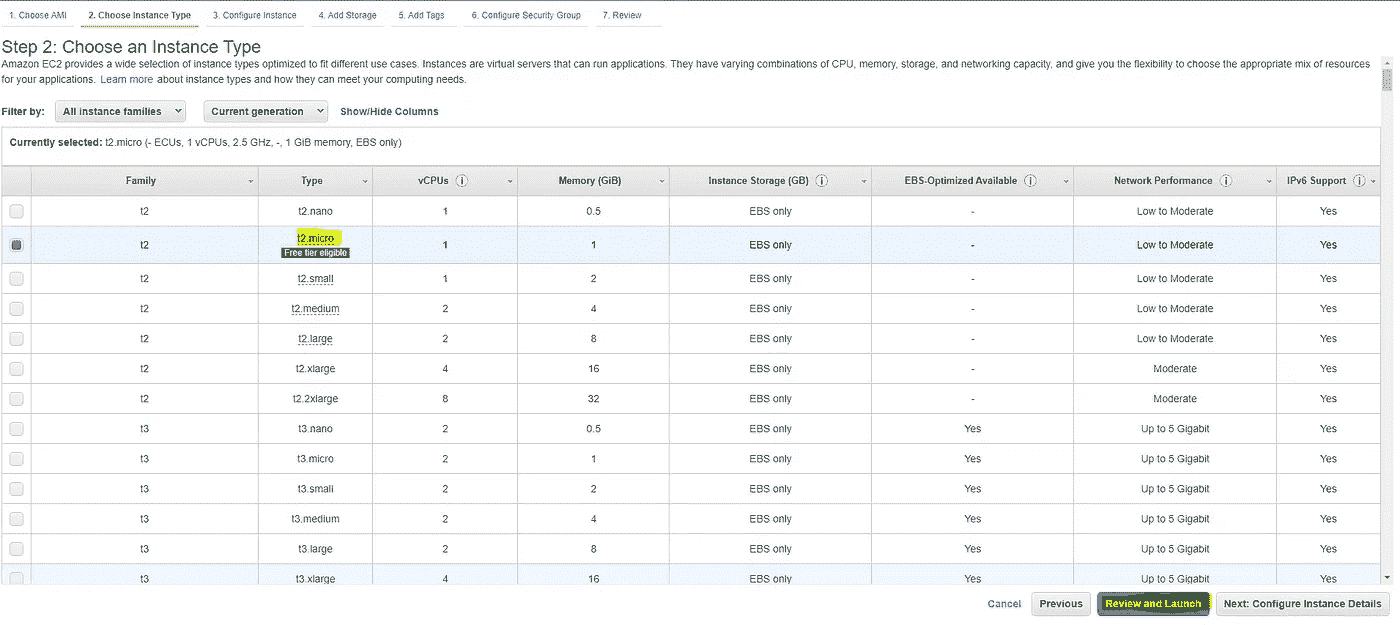 1. Choose AMI 2. Choose Instance Type 3. Configure Instance 4. Add Storage 5. Add Tags 6. Configure Security Group 7. Review
Step 2: Choose an Instance Type
Amazon EC2 provides a wide selection of instance types optimized to fit different use cases. Instances are virtual servers that can run applications. They have varying combinations of CPU, memory, storage, and networking capacity, and give you the flexibility to choose the appropriate mix of resources
for your applications. Learn more about instance types and how they can meet your computing needs.
Filter by: All instance families Current generation Show/Hide Columns
Currently selected: t2.micro (- ECUs, 1 vCPUs, 2.5 GHz, -, 1 GiB memory, EBS only)
Family Type vCPUs i Memory (GiB) Instance Storage (GB) i EBS-Optimized Available i Network Performance i IPv6 Support i
t2 t2.nano 1 0.5 EBS only - Low to Moderate Yes
t2 t2.micro 1 1 EBS only - Low to Moderate Yes
Free tier eligible
t2 t2.small 1 2 EBS only - Low to Moderate Yes
t2 t2.medium 2 4 EBS only - Low to Moderate Yes
t2 t2.large 2 8 EBS only - Low to Moderate Yes
t2 t2.xlarge 4 16 EBS only - Moderate Yes
t2 t2.2xlarge 8 32 EBS only - Moderate Yes
t3 t3.nano 2 0.5 EBS only Yes Up to 5 Gigabit Yes
t3 t3.micro 2 1 EBS only Yes Up to 5 Gigabit Yes
t3 t3.small 2 2 EBS only Yes Up to 5 Gigabit Yes
t3 t3.medium 2 4 EBS only Yes Up to 5 Gigabit Yes
t3 t3.large 2 8 EBS only Yes Up to 5 Gigabit Yes
t3 t3.xlarge 4 16 EBS only Yes Up to 5 Gigabit Yes
Cancel Previous Review and Launch Next: Configure Instance Details